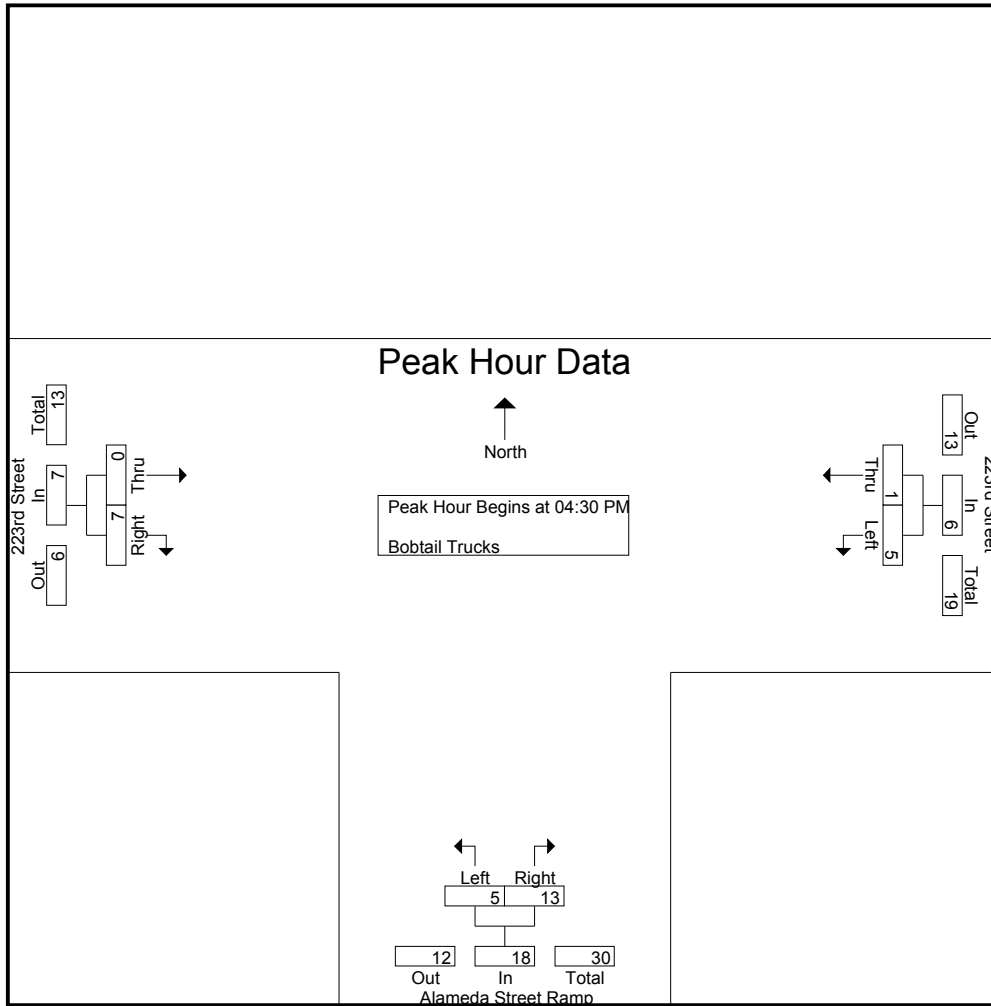 Peak Hour Data
North
Peak Hour Begins at 04:30 PM
Bobtail Trucks
223rd Street
Total
13
In
7
Out
6
0
Thru
7
Right
223rd Street
Out
13
In
6
Total
19
Thru
1
Left
5
Left
Right
5
13
12
18
30
Out
In
Total
Alameda Street Ramp